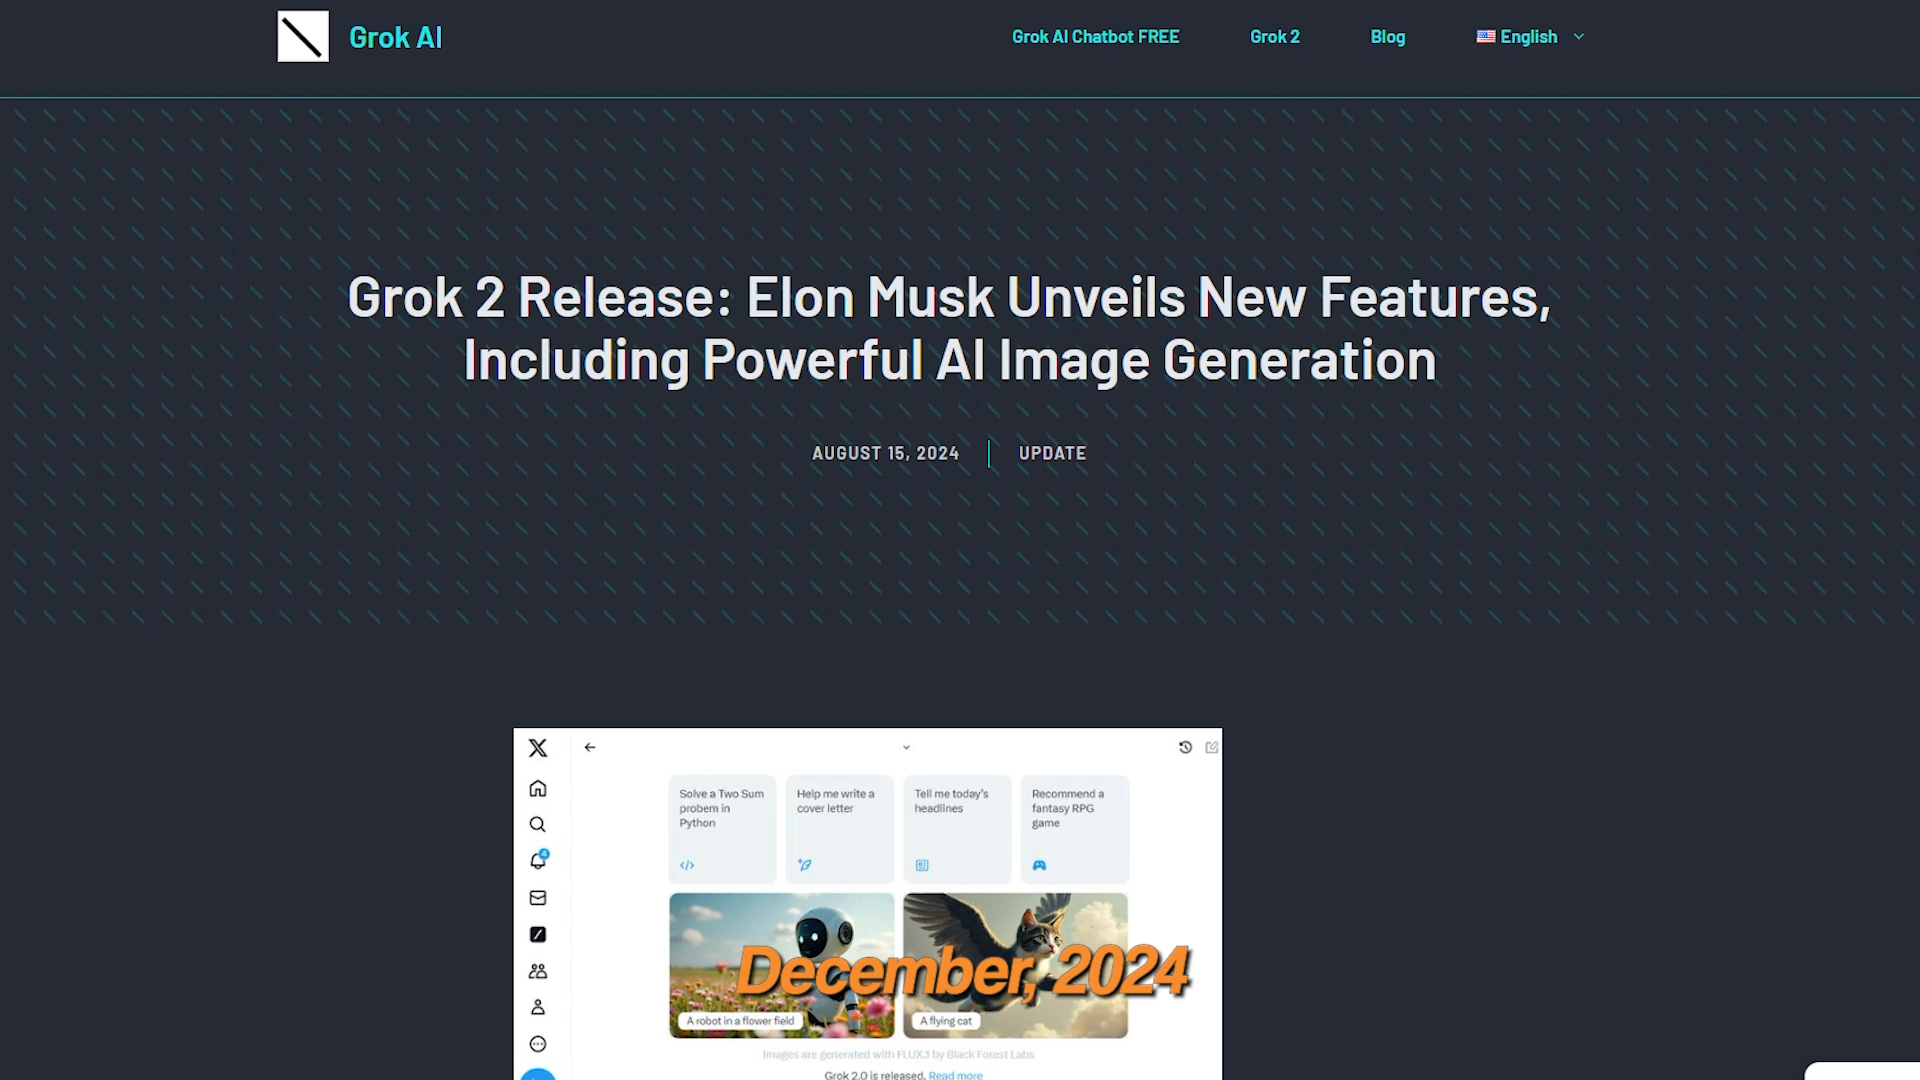 Grok AI
Grok AI Chatbot FREE
Grok 2
Blog
English
Grok 2 Release: Elon Musk Unveils New Features,
Including Powerful AI Image Generation
AUGUST 15, 2024
UPDATE
Solve a Two Sum
probem in
Python
Help me write a
cover letter
Tell me today's
headlines
Recommend a
fantasy RPG
game
December, 2024
A robot in a flower field
A flying cat
Images are generated with FLUX.1 by Black Forest Labs
Grok 2.0 is released. Read more